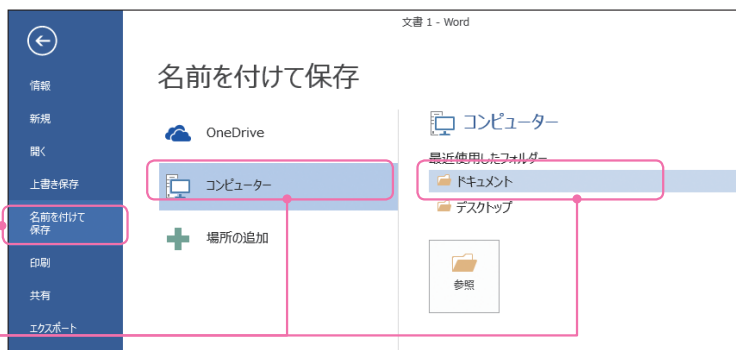 文書 1 - Word
情報
新規
開く
上書き保存
名前を付けて
保存
印刷
共有
エクスポート
名前を付けて保存
OneDrive
コンピューター
場所の追加
コンピューター
最近使用したフォルダー
ドキュメント
デスクトップ
参照